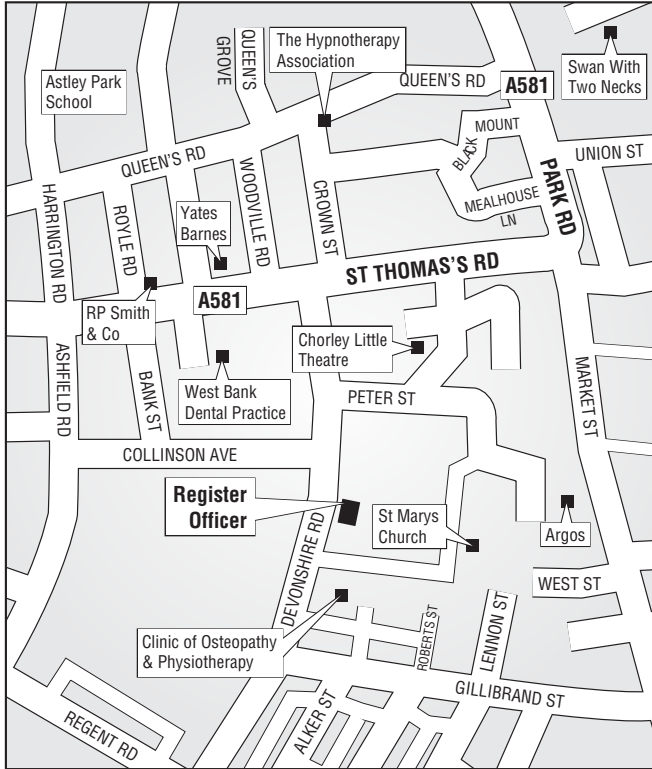 QUEEN'S
GROVE
The Hypnotherapy
Association
QUEEN'S RD
A581
Swan With
Two Necks
Astley Park
School
MOUNT
BLACK
UNION ST
QUEEN'S RD
WOODVILLE RD
CROWN ST
MEALHOUSE
LN
PARK RD
HARRINGTON RD
ROYLE RD
Yates
Barnes
ST THOMAS'S RD
A581
RP Smith
& Co
Chorley Little
Theatre
ASHFIELD RD
BANK ST
West Bank
Dental Practice
PETER ST
MARKET ST
COLLINSON AVE
Register
Officer
DEVONSHIRE RD
St Marys
Church
Argos
WEST ST
Clinic of Osteopathy
& Physiotherapy
ROBERTS ST
LENNON ST
GILLIBRAND ST
ALKER ST
REGENT RD